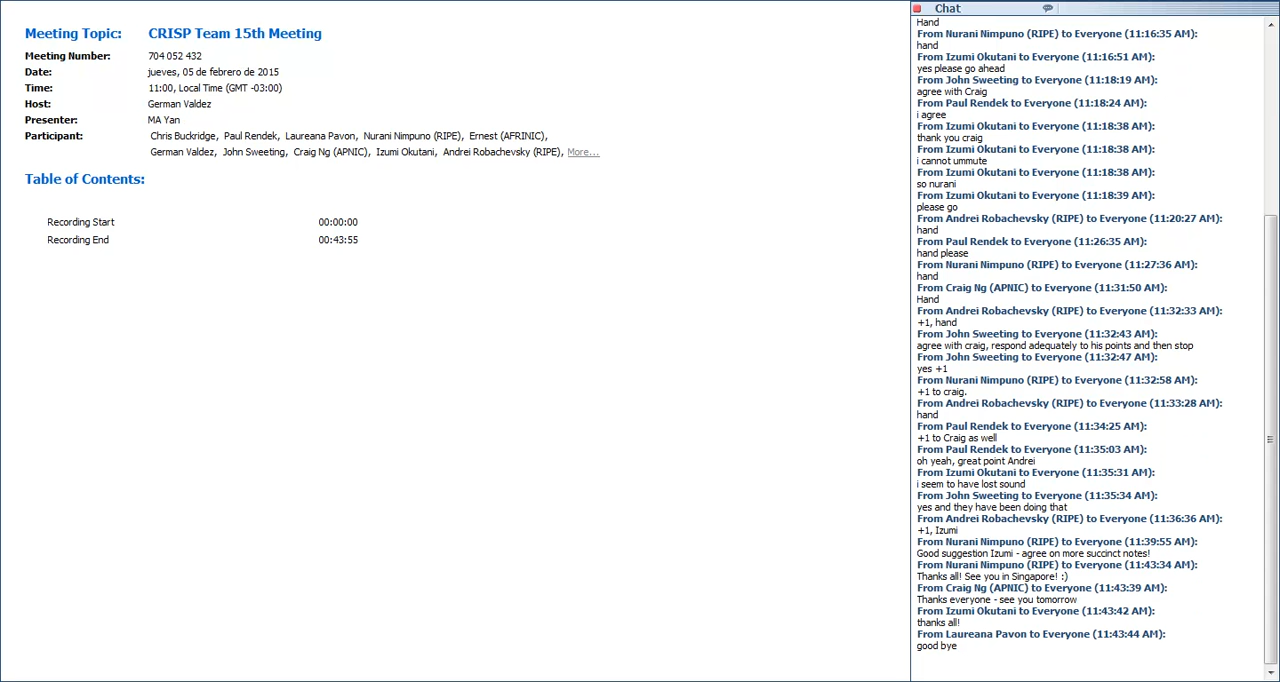 Meeting Topic: CRISP Team 15th Meeting
Meeting Number: 704 052 432
Date: jueves, 05 de febrero de 2015
Time: 11:00, Local Time (GMT -03:00)
Host: German Valdez
Presenter: MA Yan
Participant: Chris Buckridge, Paul Rendek, Laureana Pavon, Nurani Nimpuno (RIPE), Ernest (AFRINIC),
German Valdez, John Sweeting, Craig Ng (APNIC), Izumi Okutani, Andrei Robachevsky (RIPE), More...
Table of Contents:
Recording Start 00:00:00
Recording End 00:43:55
Chat
Hand
From Nurani Nimpuno (RIPE) to Everyone (11:16:35 AM):
hand
From Izumi Okutani to Everyone (11:16:51 AM):
yes please go ahead
From John Sweeting to Everyone (11:18:19 AM):
agree with Craig
From Paul Rendek to Everyone (11:18:24 AM):
i agree
From Izumi Okutani to Everyone (11:18:38 AM):
thank you craig
From Izumi Okutani to Everyone (11:18:38 AM):
i cannot ummute
From Izumi Okutani to Everyone (11:18:38 AM):
so nurani
From Izumi Okutani to Everyone (11:18:39 AM):
please go
From Andrei Robachevsky (RIPE) to Everyone (11:20:27 AM):
hand
From Paul Rendek to Everyone (11:26:35 AM):
hand please
From Nurani Nimpuno (RIPE) to Everyone (11:27:36 AM):
hand
From Craig Ng (APNIC) to Everyone (11:31:50 AM):
Hand
From Andrei Robachevsky (RIPE) to Everyone (11:32:33 AM):
+1, hand
From John Sweeting to Everyone (11:32:43 AM):
agree with craig, respond adequately to his points and then stop
From John Sweeting to Everyone (11:32:47 AM):
yes +1
From Nurani Nimpuno (RIPE) to Everyone (11:32:58 AM):
+1 to craig.
From Andrei Robachevsky (RIPE) to Everyone (11:33:28 AM):
hand
From Paul Rendek to Everyone (11:34:25 AM):
+1 to Craig as well
From Paul Rendek to Everyone (11:35:03 AM):
oh yeah, great point Andrei
From Izumi Okutani to Everyone (11:35:31 AM):
i seem to have lost sound
From John Sweeting to Everyone (11:35:34 AM):
yes and they have been doing that
From Andrei Robachevsky (RIPE) to Everyone (11:36:36 AM):
+1, Izumi
From Nurani Nimpuno (RIPE) to Everyone (11:39:55 AM):
Good suggestion Izumi - agree on more succinct notes!
From Nurani Nimpuno (RIPE) to Everyone (11:43:34 AM):
Thanks all! See you in Singapore! :)
From Craig Ng (APNIC) to Everyone (11:43:39 AM):
Thanks everyone - see you tomorrow
From Izumi Okutani to Everyone (11:43:42 AM):
thanks all!
From Laureana Pavon to Everyone (11:43:44 AM):
good bye